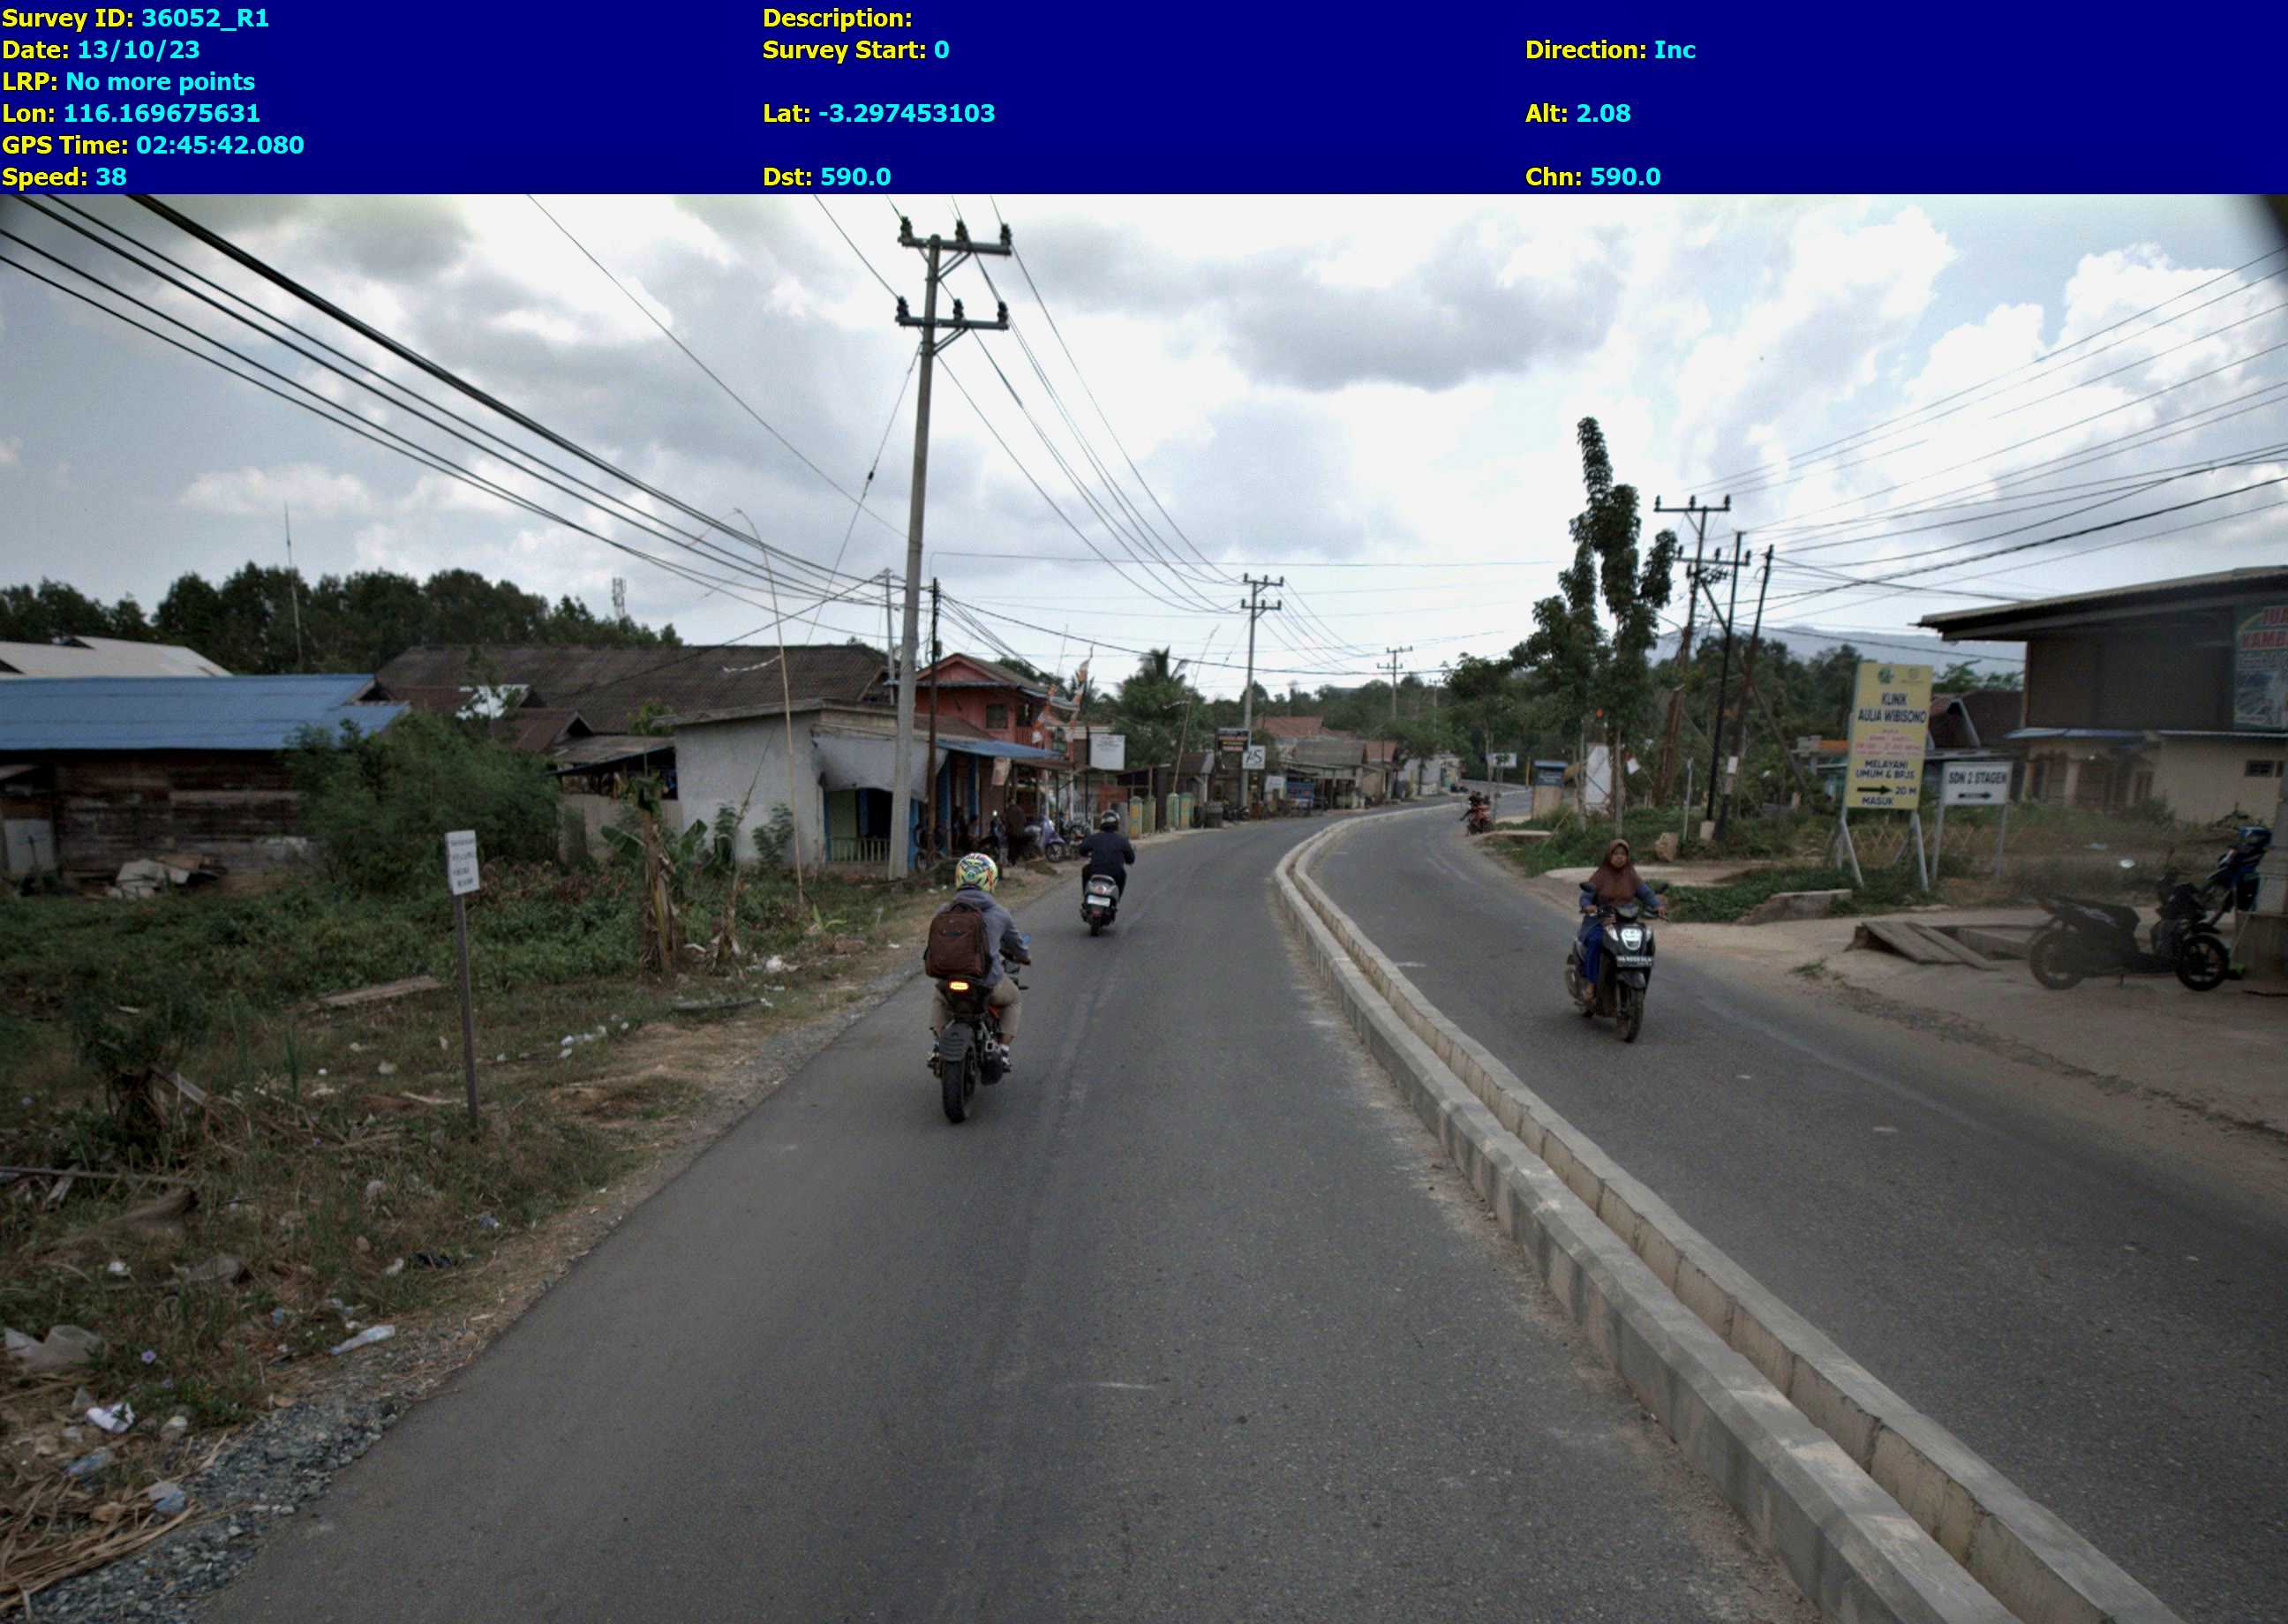 Survey ID: 36052_R1
Description:
Date: 13/10/23
Survey Start: 0
Direction: Inc
LRP: No more points
Lon: 116.169675631
Lat: -3.297453103
Alt: 2.08
GPS Time: 02:45:42.080
Speed: 38
Dst: 590.0
Chn: 590.0
KLINIK
AULIA WIBISONO
MELAYANI
UMUM & BPJS
20 M
MASUK
SDN 2 STAGEN